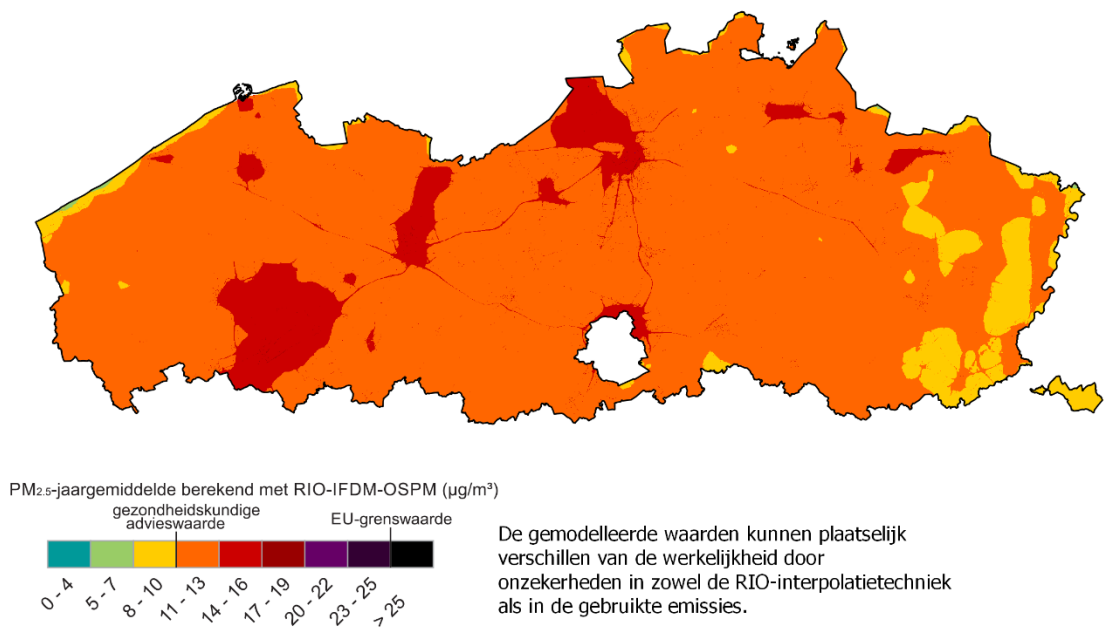 PM2.5-jaargemiddelde berekend met RIO-IFDM-OSPM (µg/m³)
gezondheidskundige
advieswaarde
EU-grenswaarde
0 - 4
5 - 7
8 - 10
11 - 13
14 - 16
17 - 19
20 - 22
23 - 25
> 25
De gemodelleerde waarden kunnen plaatselijk
verschillen van de werkelijkheid door
onzekerheden in zowel de RIO-interpolatietechniek
als in de gebruikte emissies.